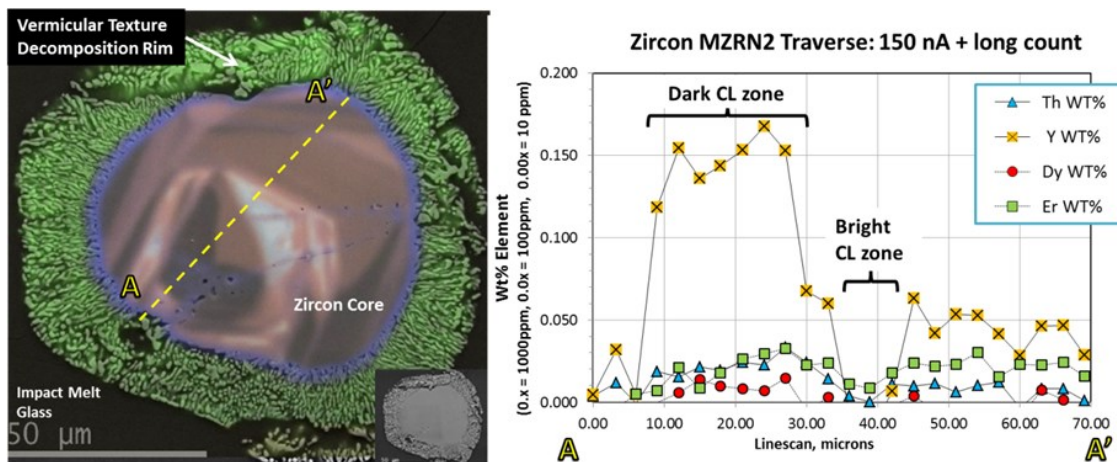 Vermicular Texture
Decomposition Rim
A'
A
Zircon Core
Impact Melt
Glass
50 µm
Zircon MZRN2 Traverse: 150 nA + long count
Wt% Element
(0.x = 1000ppm, 0.0x = 100ppm, 0.00x = 10 ppm)
0.200
0.150
0.100
0.050
0.000
Dark CL zone
Bright
CL zone
Th WT%
Y WT%
Dy WT%
Er WT%
0.00 10.00 20.00 30.00 40.00 50.00 60.00 70.00
A Linescan, microns A'